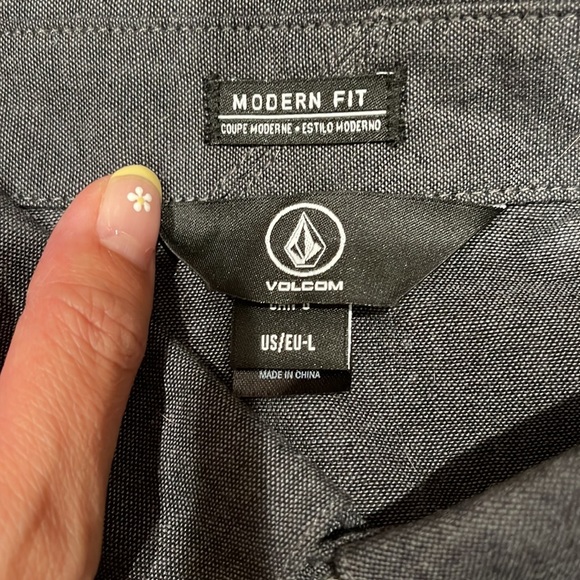 MODERN FIT
COUPE MODERNE • ESTILO MODERNO
VOLCOM
US/EU-L
MADE IN CHINA